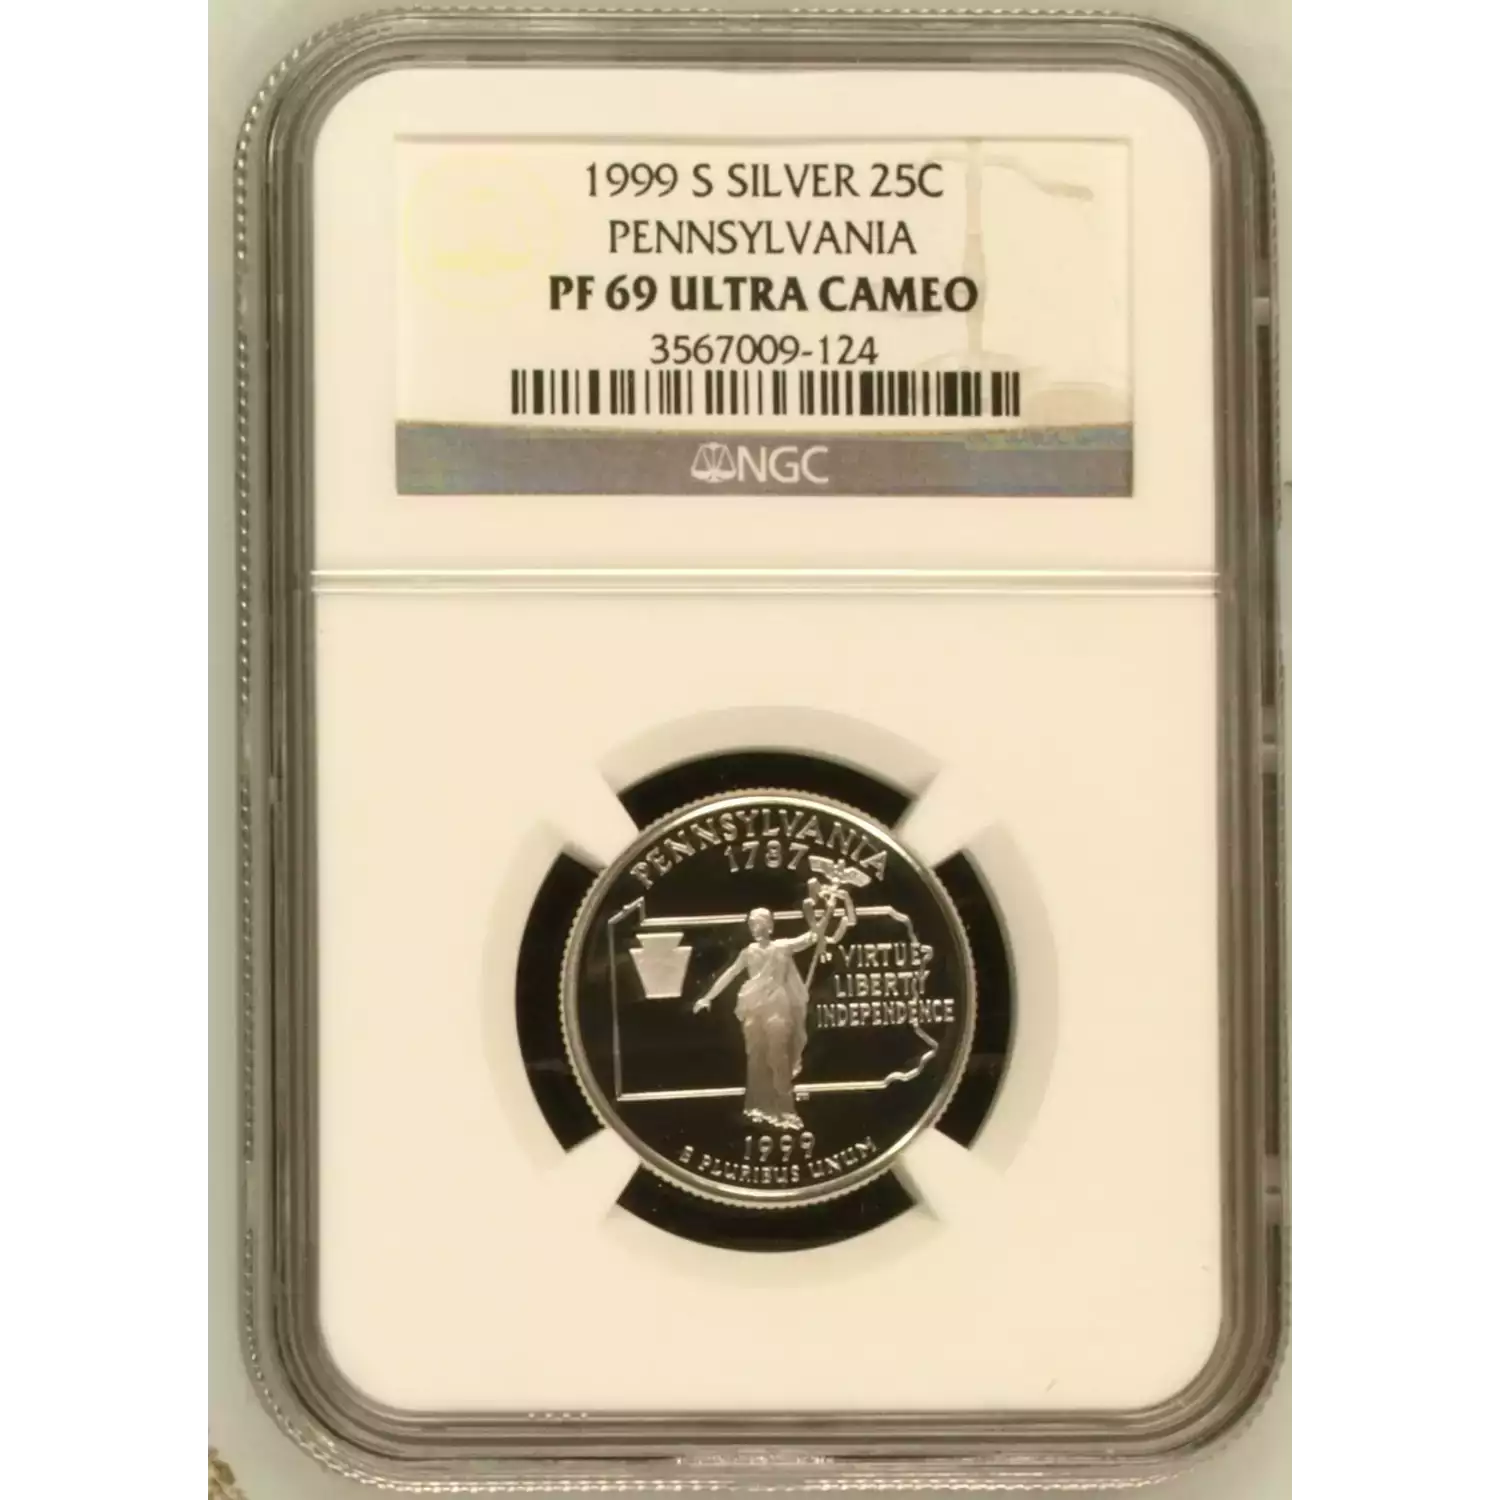 1999 S SILVER 25C
PENNSYLVANIA
PF 69 ULTRA CAMEO
3567009-124
NGC
PENNSYLVANIA
1787
VIRTUE
LIBERTY
INDEPENDENCE
1999
E PLURIBUS UNUM